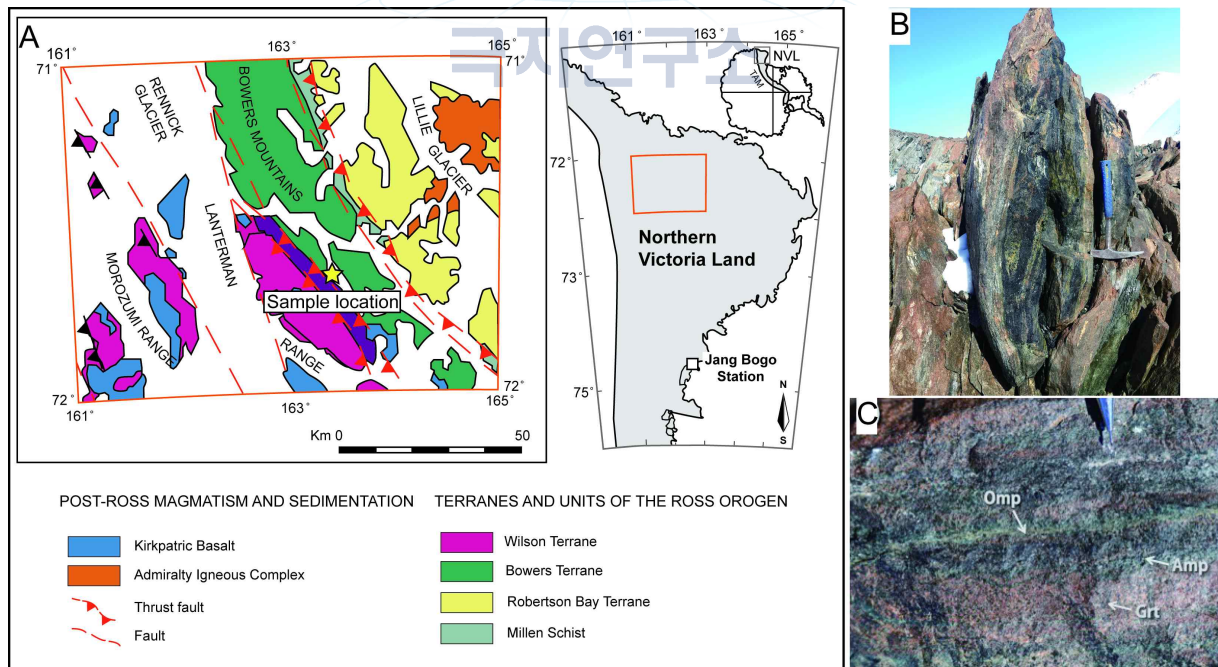 극지연구소
A
161°
163°
165°
71°
71°
RENNICK
GLACIER
BOWERS MOUNTAINS
LILLIE
GLACIER
LANTERMAN
RANGE
MOROZUMI RANGE
Sample location
72°
72°
161°
163°
165°
Km 0
50
161°
163°
165°
NVL
TAM
72°
73°
75°
Northern
Victoria Land
Jang Bogo
Station
N
S
POST-ROSS MAGMATISM AND SEDIMENTATION
Kirkpatric Basalt
Admiralty Igneous Complex
Thrust fault
Fault
TERRANES AND UNITS OF THE ROSS OROGEN
Wilson Terrane
Bowers Terrane
Robertson Bay Terrane
Millen Schist
B
C
Omp
Amp
Grt